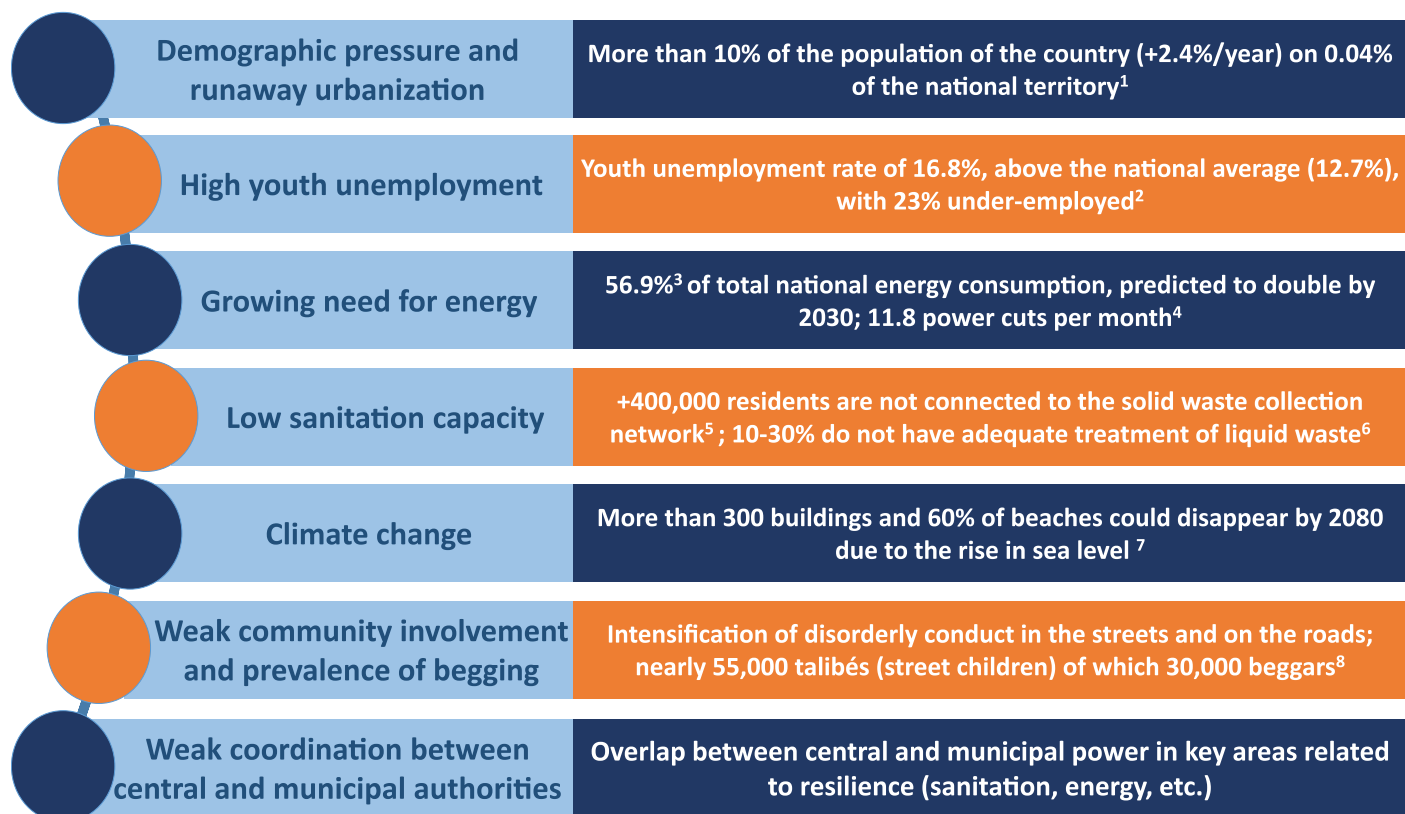 Demographic pressure and
runaway urbanization
More than 10% of the population of the country (+2.4%/year) on 0.04%
of the national territory¹
High youth unemployment
Youth unemployment rate of 16.8%, above the national average (12.7%),
with 23% under-employed²
Growing need for energy
56.9%³ of total national energy consumption, predicted to double by
2030; 11.8 power cuts per month⁴
Low sanitation capacity
+400,000 residents are not connected to the solid waste collection
network⁵ ; 10-30% do not have adequate treatment of liquid waste⁶
Climate change
More than 300 buildings and 60% of beaches could disappear by 2080
due to the rise in sea level ⁷
Weak community involvement
and prevalence of begging
Intensification of disorderly conduct in the streets and on the roads;
nearly 55,000 talibés (street children) of which 30,000 beggars⁸
Weak coordination between
central and municipal authorities
Overlap between central and municipal power in key areas related
to resilience (sanitation, energy, etc.)